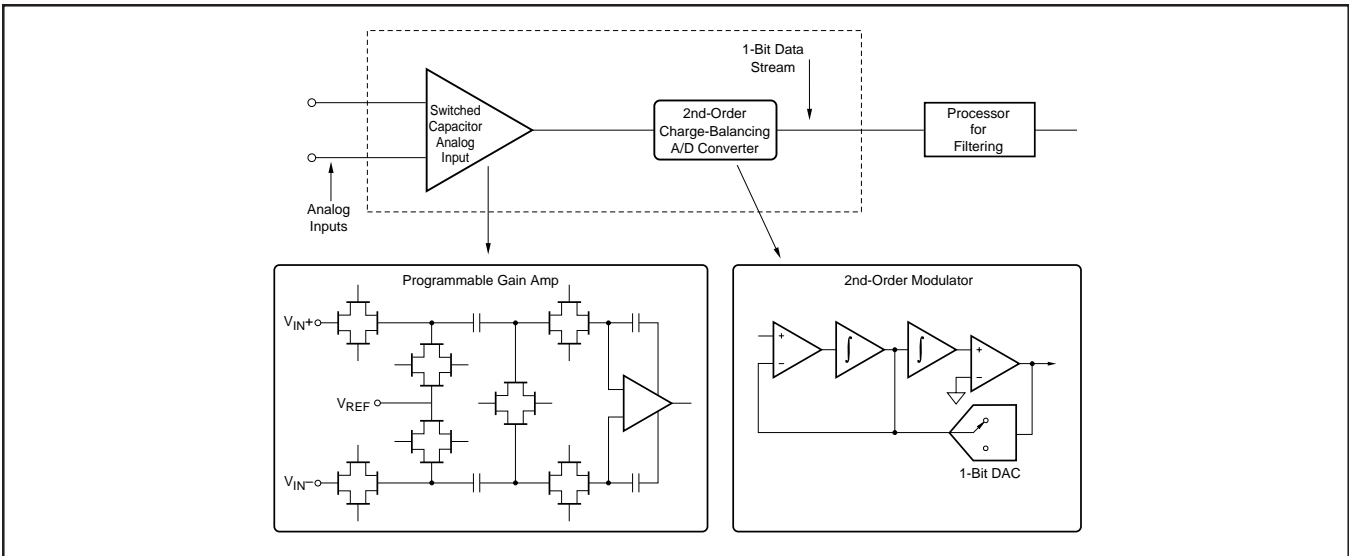 1-Bit Data
Stream
Switched
Capacitor
Analog
Input
2nd-Order
Charge-Balancing
A/D Converter
Processor
for
Filtering
Analog
Inputs
Programmable Gain Amp
VIN+
VREF
VIN–
2nd-Order Modulator
+
–
∫
∫
+
–
1-Bit DAC